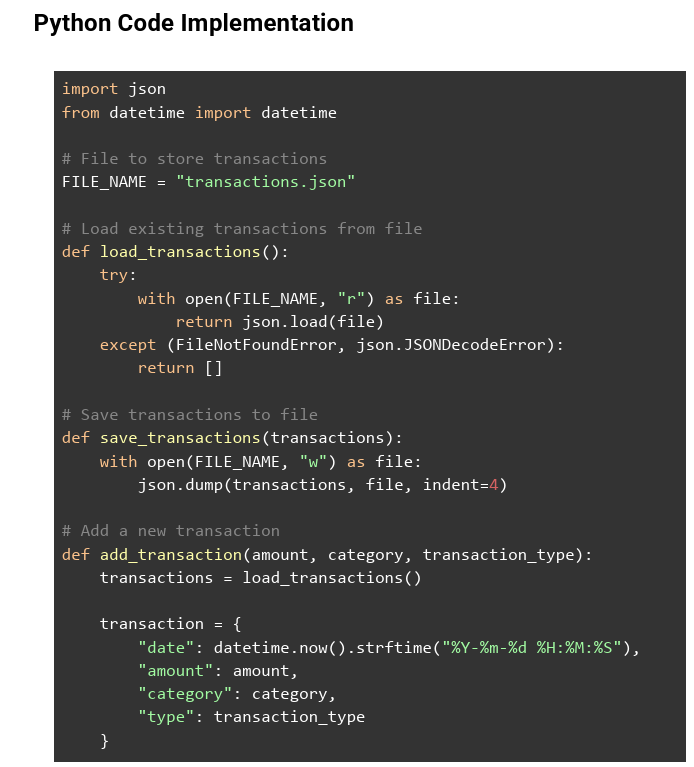 Python Code Implementation
import json
from datetime import datetime
# File to store transactions
FILE_NAME = "transactions.json"
# Load existing transactions from file
def load_transactions():
    try:
        with open(FILE_NAME, "r") as file:
            return json.load(file)
    except (FileNotFoundError, json.JSONDecodeError):
        return []
# Save transactions to file
def save_transactions(transactions):
    with open(FILE_NAME, "w") as file:
        json.dump(transactions, file, indent=4)
# Add a new transaction
def add_transaction(amount, category, transaction_type):
    transactions = load_transactions()
    transaction = {
        "date": datetime.now().strftime("%Y-%m-%d %H:%M:%S"),
        "amount": amount,
        "category": category,
        "type": transaction_type
    }